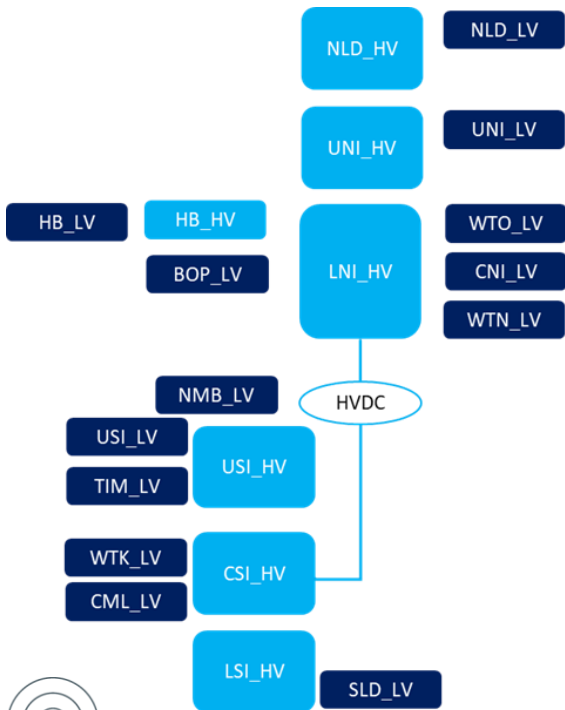 NLD_HV
NLD_LV
UNI_HV
UNI_LV
HB_LV
HB_HV
BOP_LV
LNI_HV
WTO_LV
CNI_LV
WTN_LV
NMB_LV
HVDC
USI_LV
USI_HV
TIM_LV
WTK_LV
CSI_HV
CML_LV
LSI_HV
SLD_LV